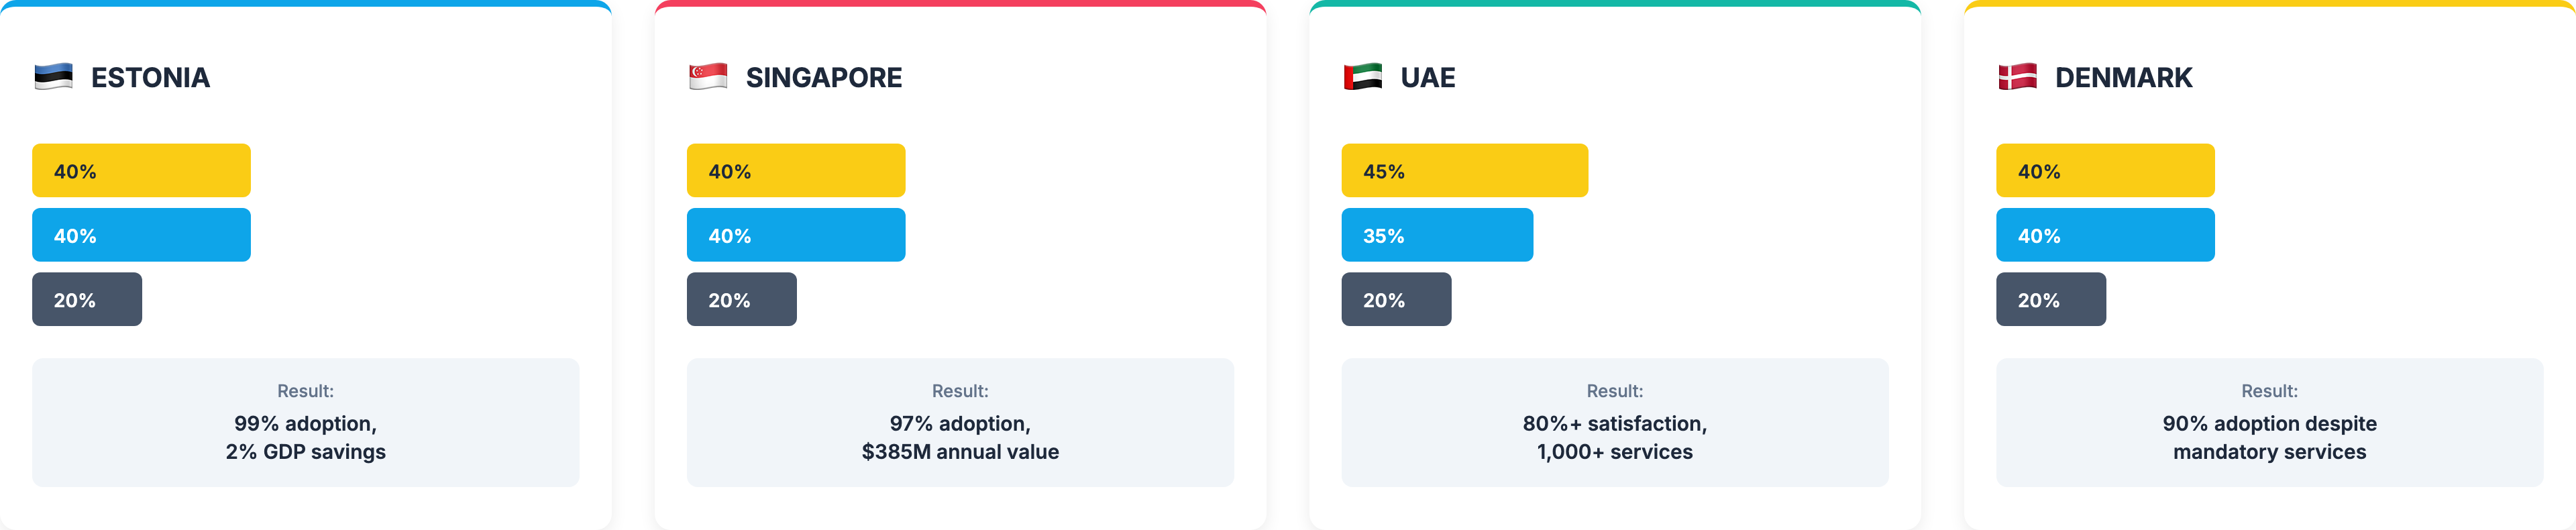 ESTONIA
40%
40%
20%
Result:
99% adoption,
2% GDP savings
SINGAPORE
40%
40%
20%
Result:
97% adoption,
$385M annual value
UAE
45%
35%
20%
Result:
80%+ satisfaction,
1,000+ services
DENMARK
40%
40%
20%
Result:
90% adoption despite
mandatory services